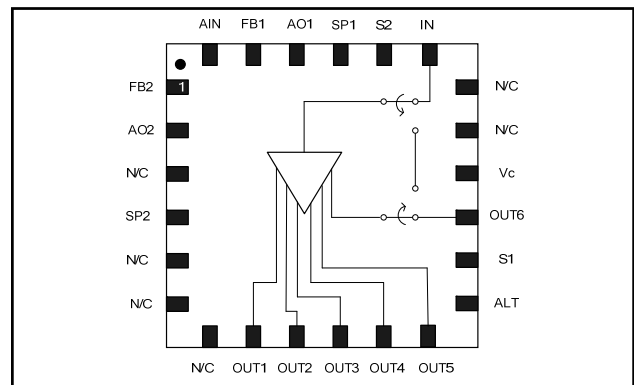 AIN FB1 AO1 SP1 S2 IN
1
FB2 N/C
AO2 N/C
N/C Vc
SP2 OUT6
N/C S1
N/C ALT
N/C OUT1 OUT2 OUT3 OUT4 OUT5